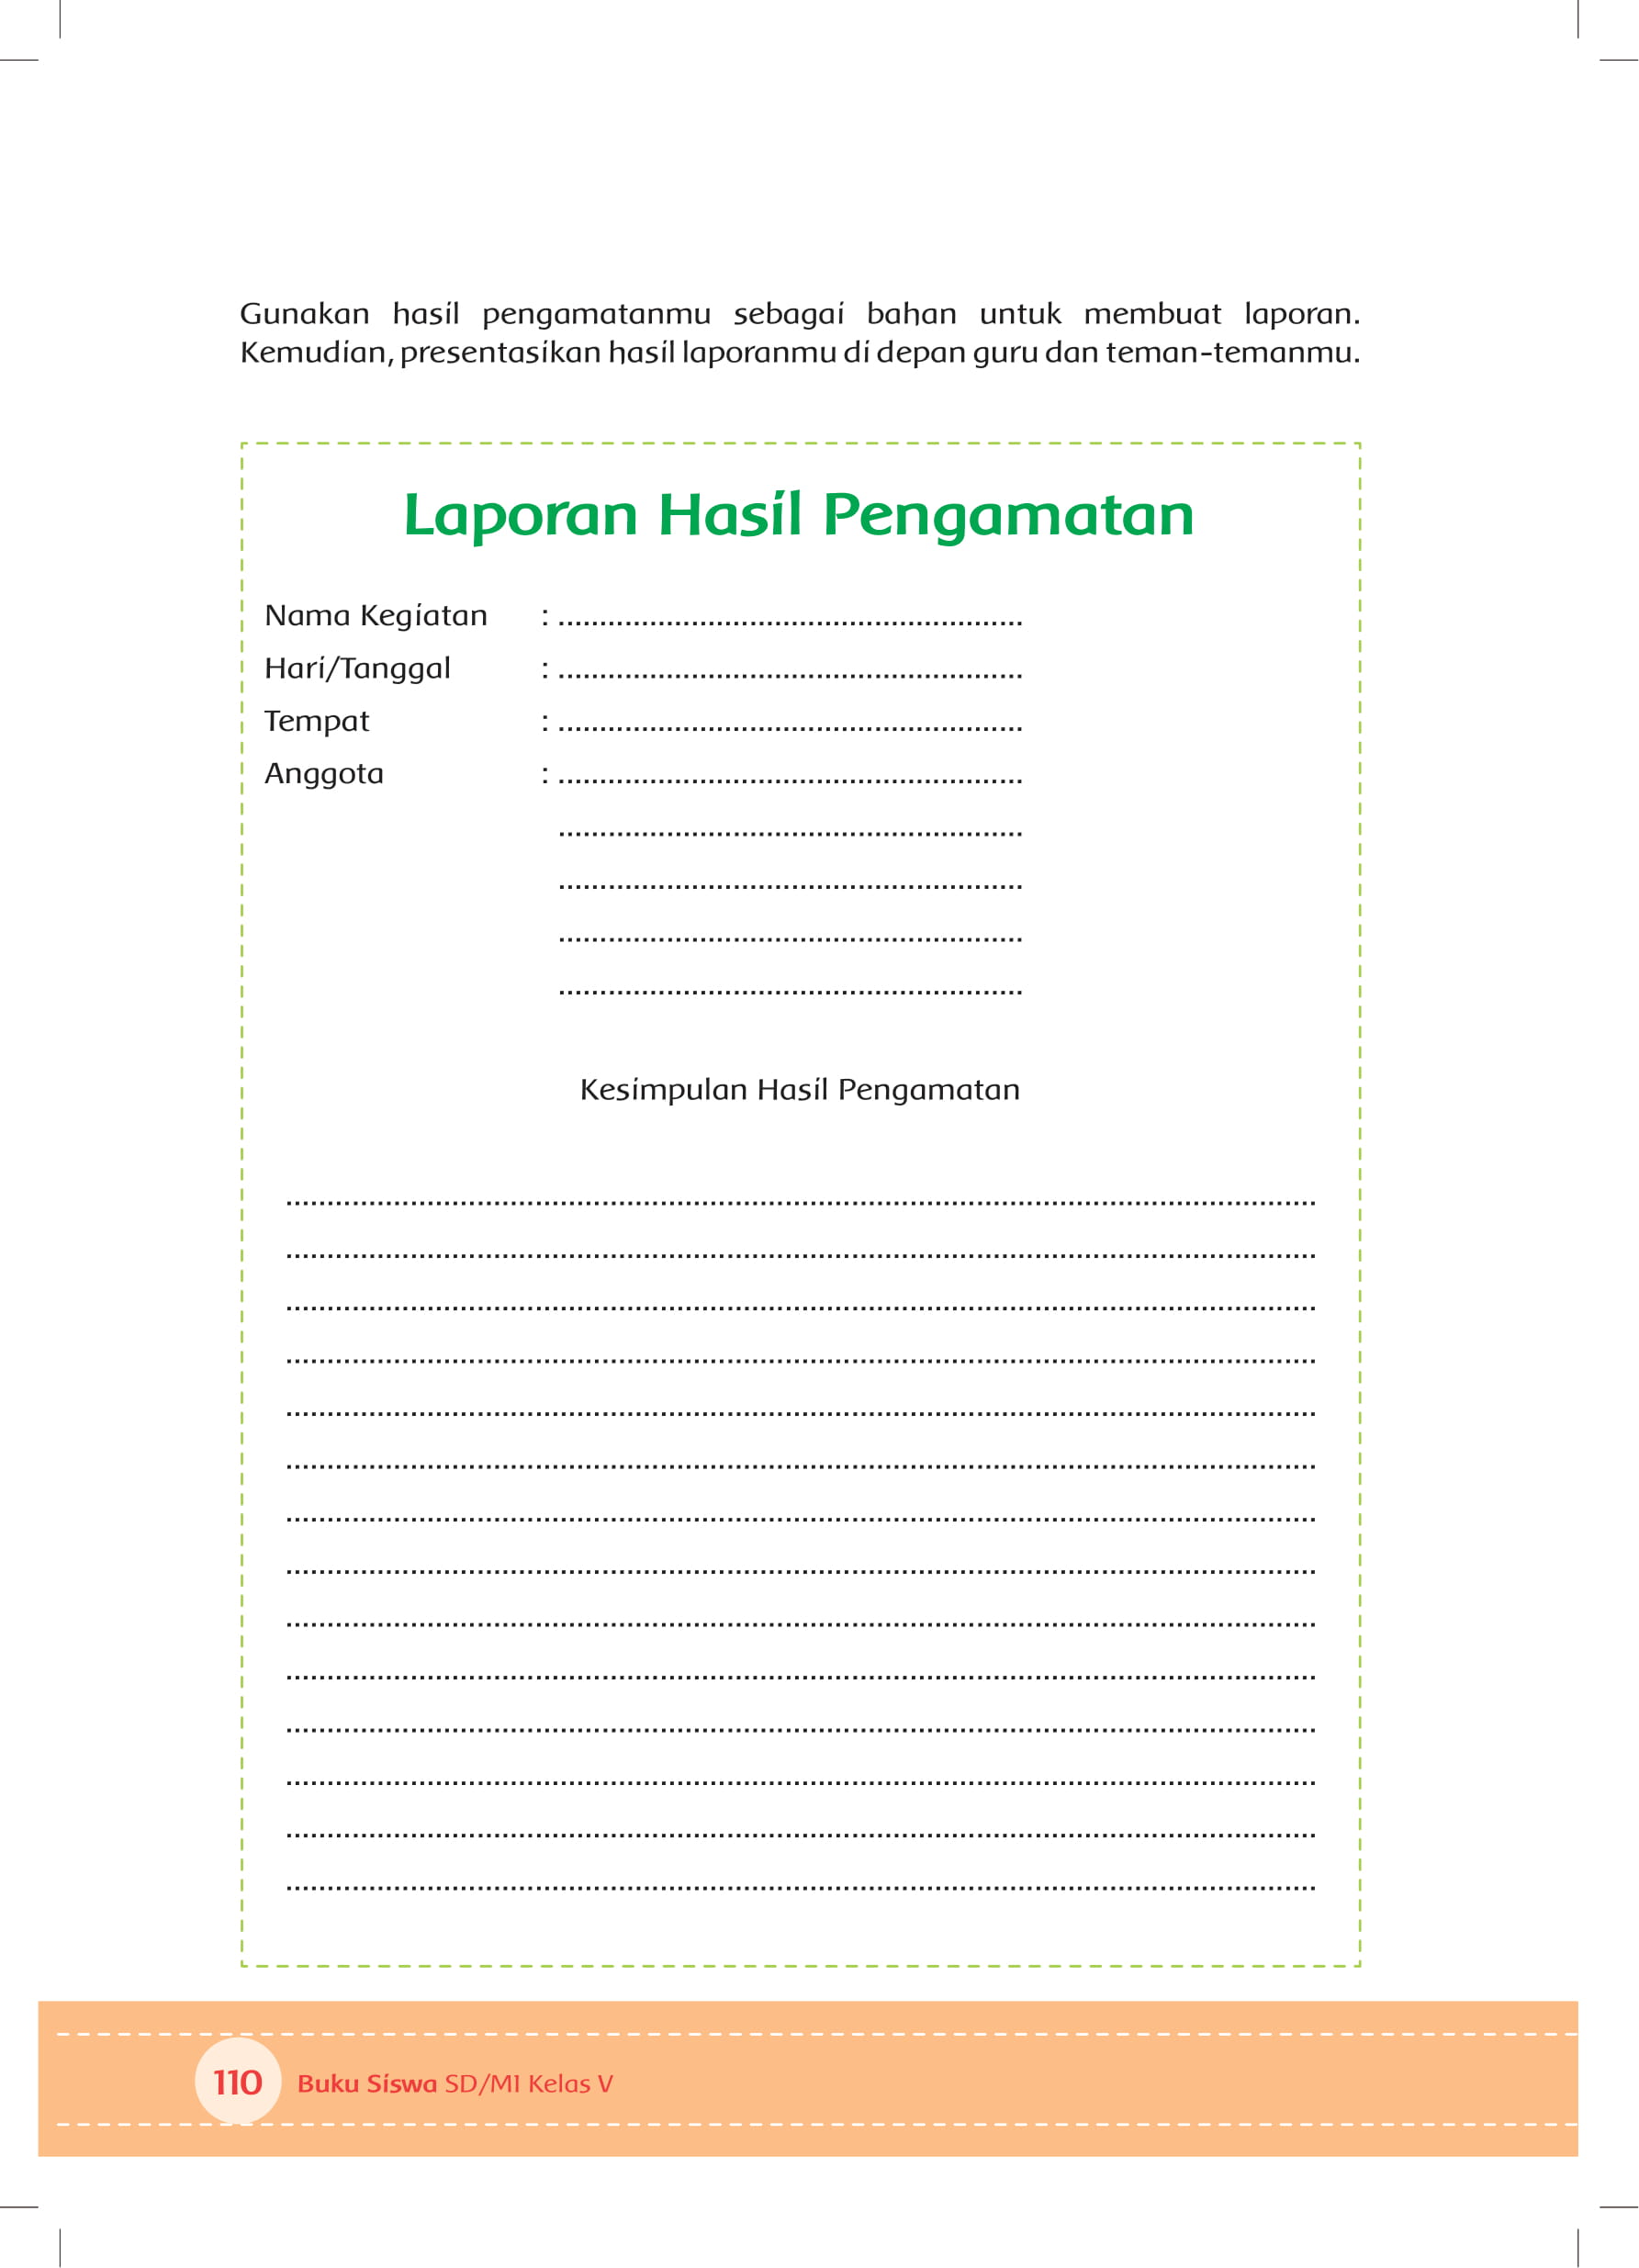 Gunakan hasil pengamatanmu sebagai bahan untuk membuat laporan.
Kemudian, presentasikan hasil laporanmu di depan guru dan teman-temanmu.
Laporan Hasil Pengamatan
Nama Kegiatan : ........................................................
Hari/Tanggal : ........................................................
Tempat : ........................................................
Anggota : ........................................................
........................................................
........................................................
........................................................
........................................................
Kesimpulan Hasil Pengamatan
............................................................................................................................
............................................................................................................................
............................................................................................................................
............................................................................................................................
............................................................................................................................
............................................................................................................................
............................................................................................................................
............................................................................................................................
............................................................................................................................
............................................................................................................................
............................................................................................................................
............................................................................................................................
............................................................................................................................
............................................................................................................................
110 Buku Siswa SD/MI Kelas V